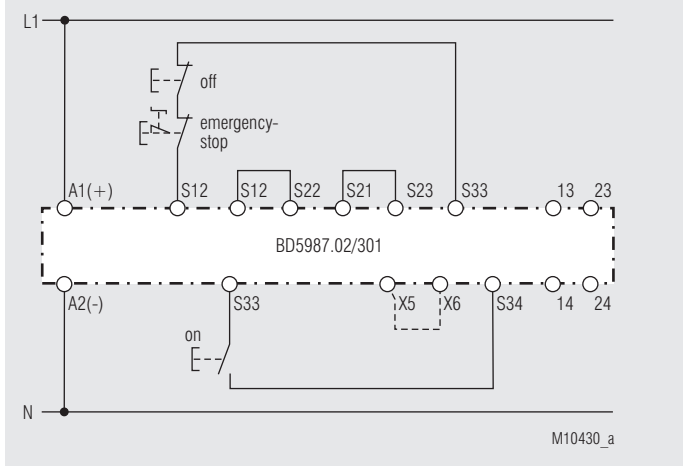 L1
off
emergency-
stop
A1(+) S12 S12 S22 S21 S23 S33 13 23
BD5987.02/301
A2(-) S33 X5 X6 S34 14 24
on
N
M10430_a